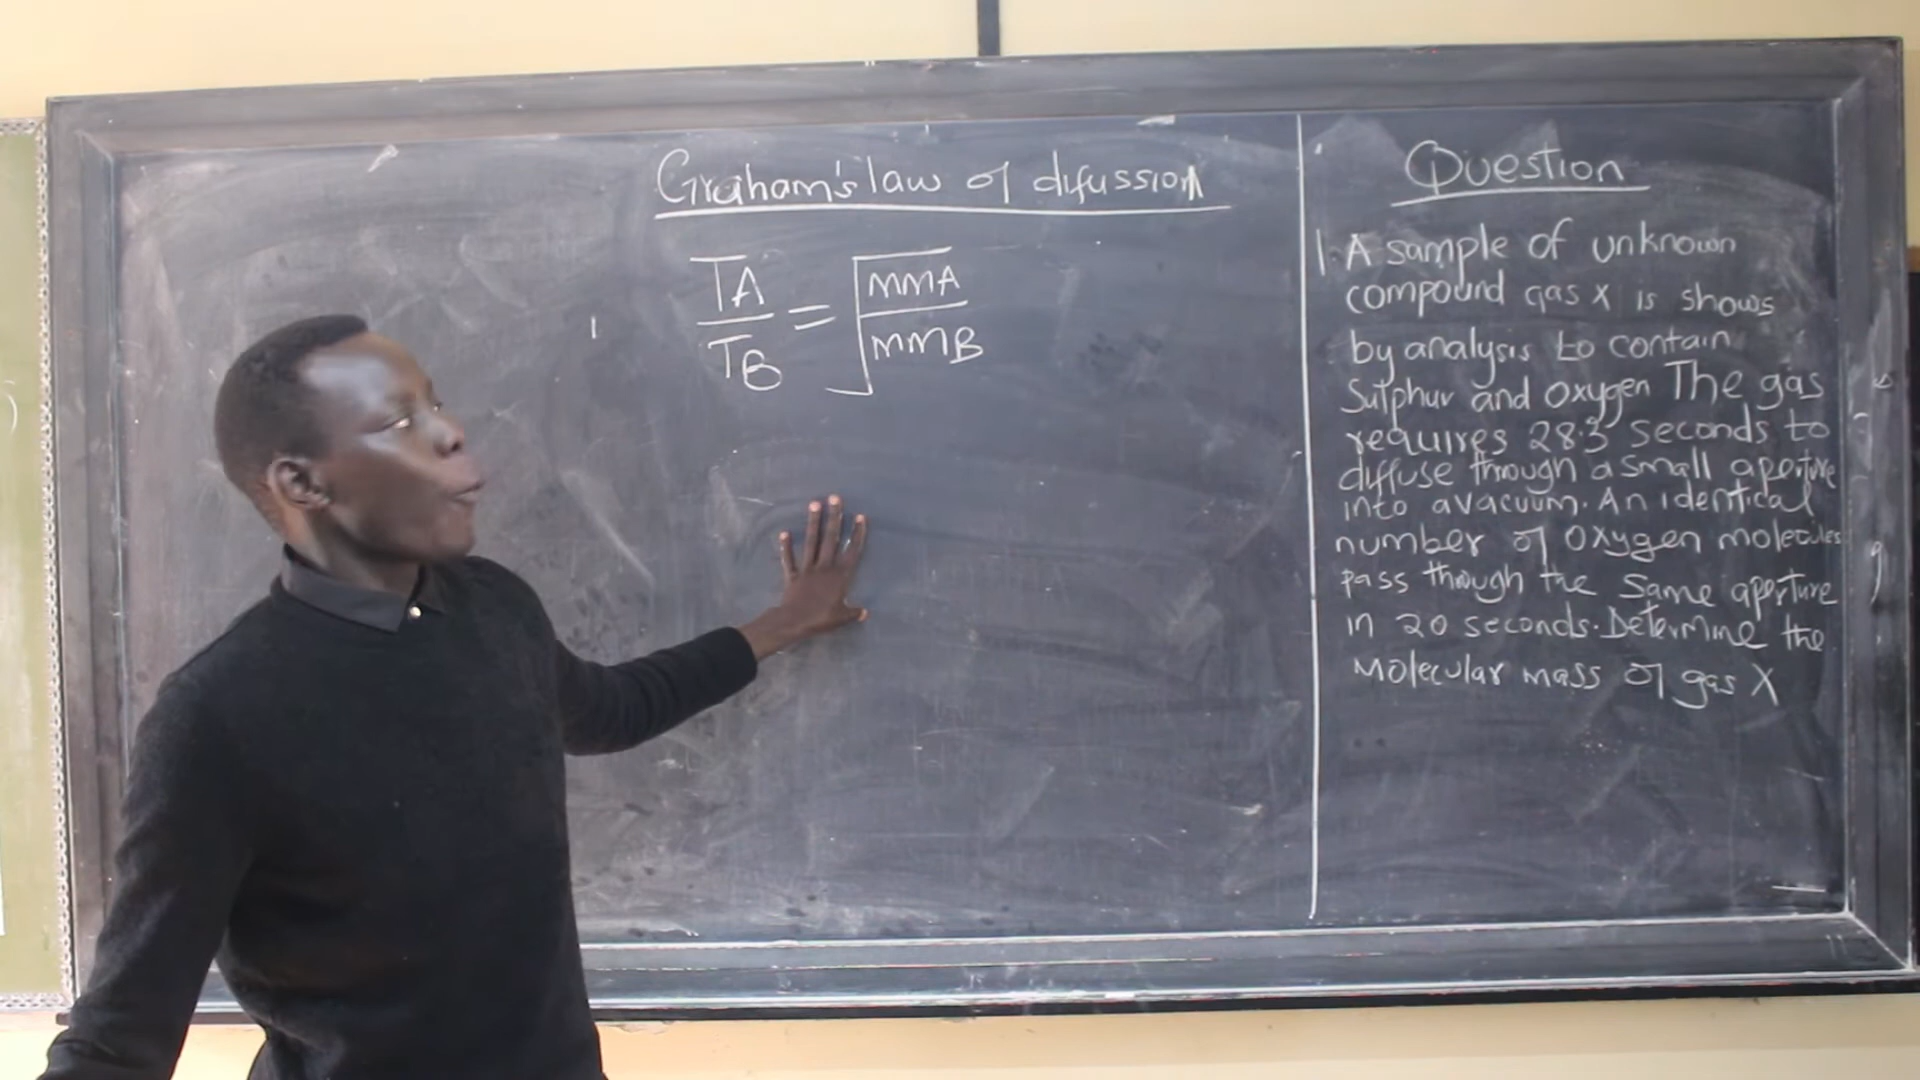 Graham's law of difussion
TA
TB
=
MMA
MMB
Question
1. A sample of unknown
compound gas X is shows
by analysis to contain
Sulphur and oxygen The gas
requires 28.3 seconds to
diffuse through a small aperture
into a vacuum. An identical
number of Oxygen molecules
pass through the same aperture
in 20 seconds. Determine the
Molecular mass of gas X